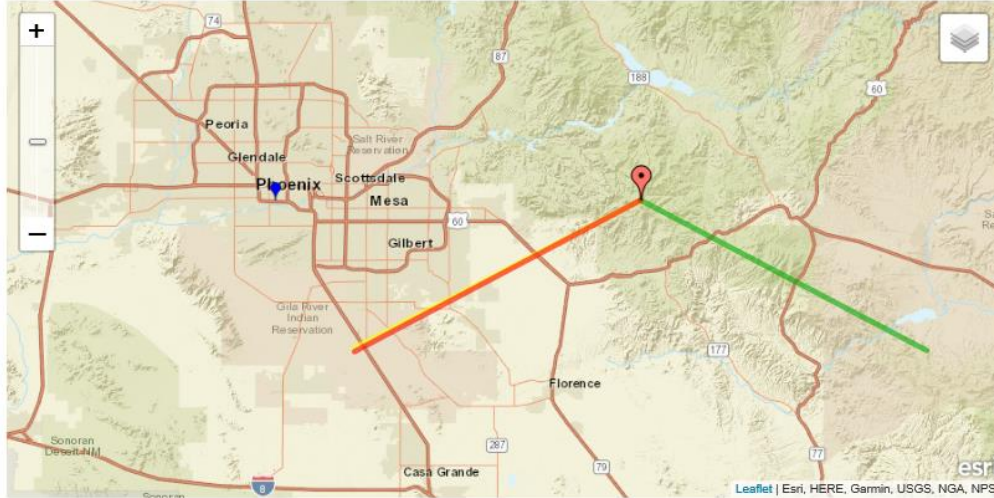 +
74
87
188
60
Peoria
Salt River
Reservation
Glendale
Phoenix
Scottsdale
Mesa
−
60
Gilbert
Gila River
Indian
Reservation
177
Florence
Sonoran
Desert NM
287
Casa Grande
79
77
8
Sonoran
esri
Leaflet | Esri, HERE, Garmin, USGS, NGA, NPS